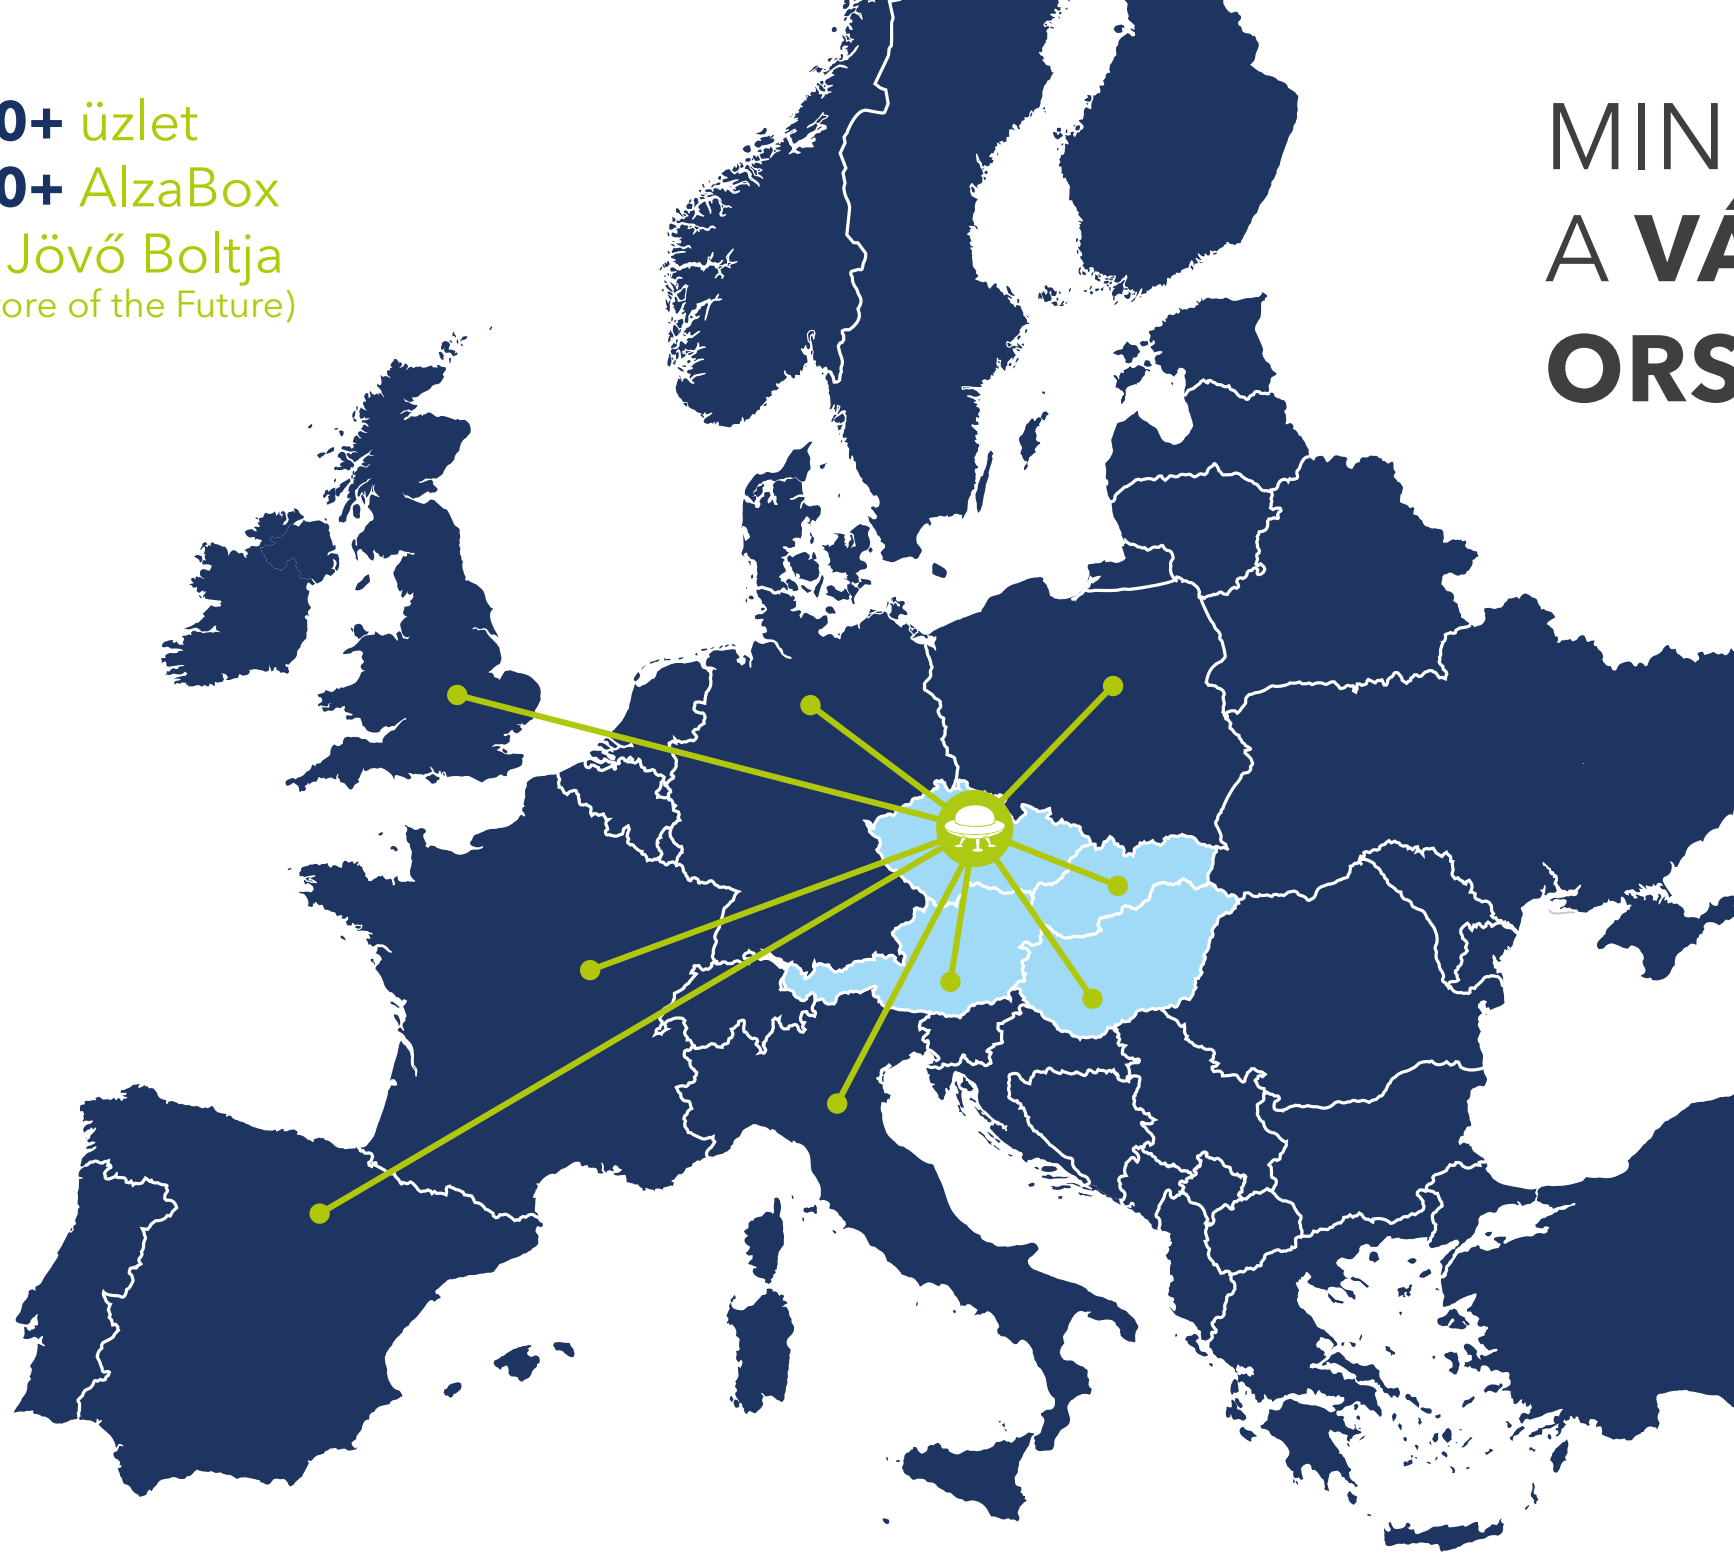 0+ üzlet
0+ AlzaBox
Jövő Boltja
ore of the Future)
MIN
A VÁ
ORS